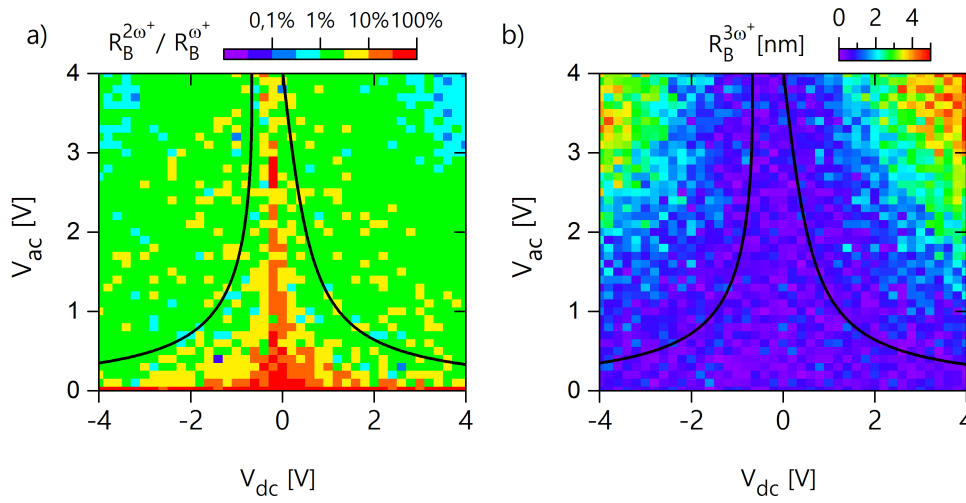 a) R_B^2ω+ / R_B^ω+ 0,1% 1% 10% 100%
4
3
2
1
0
V_ac [V]
-4 -2 0 2 4
V_dc [V]
b) R_B^3ω+ [nm] 0 2 4
4
3
2
1
0
V_ac [V]
-4 -2 0 2 4
V_dc [V]